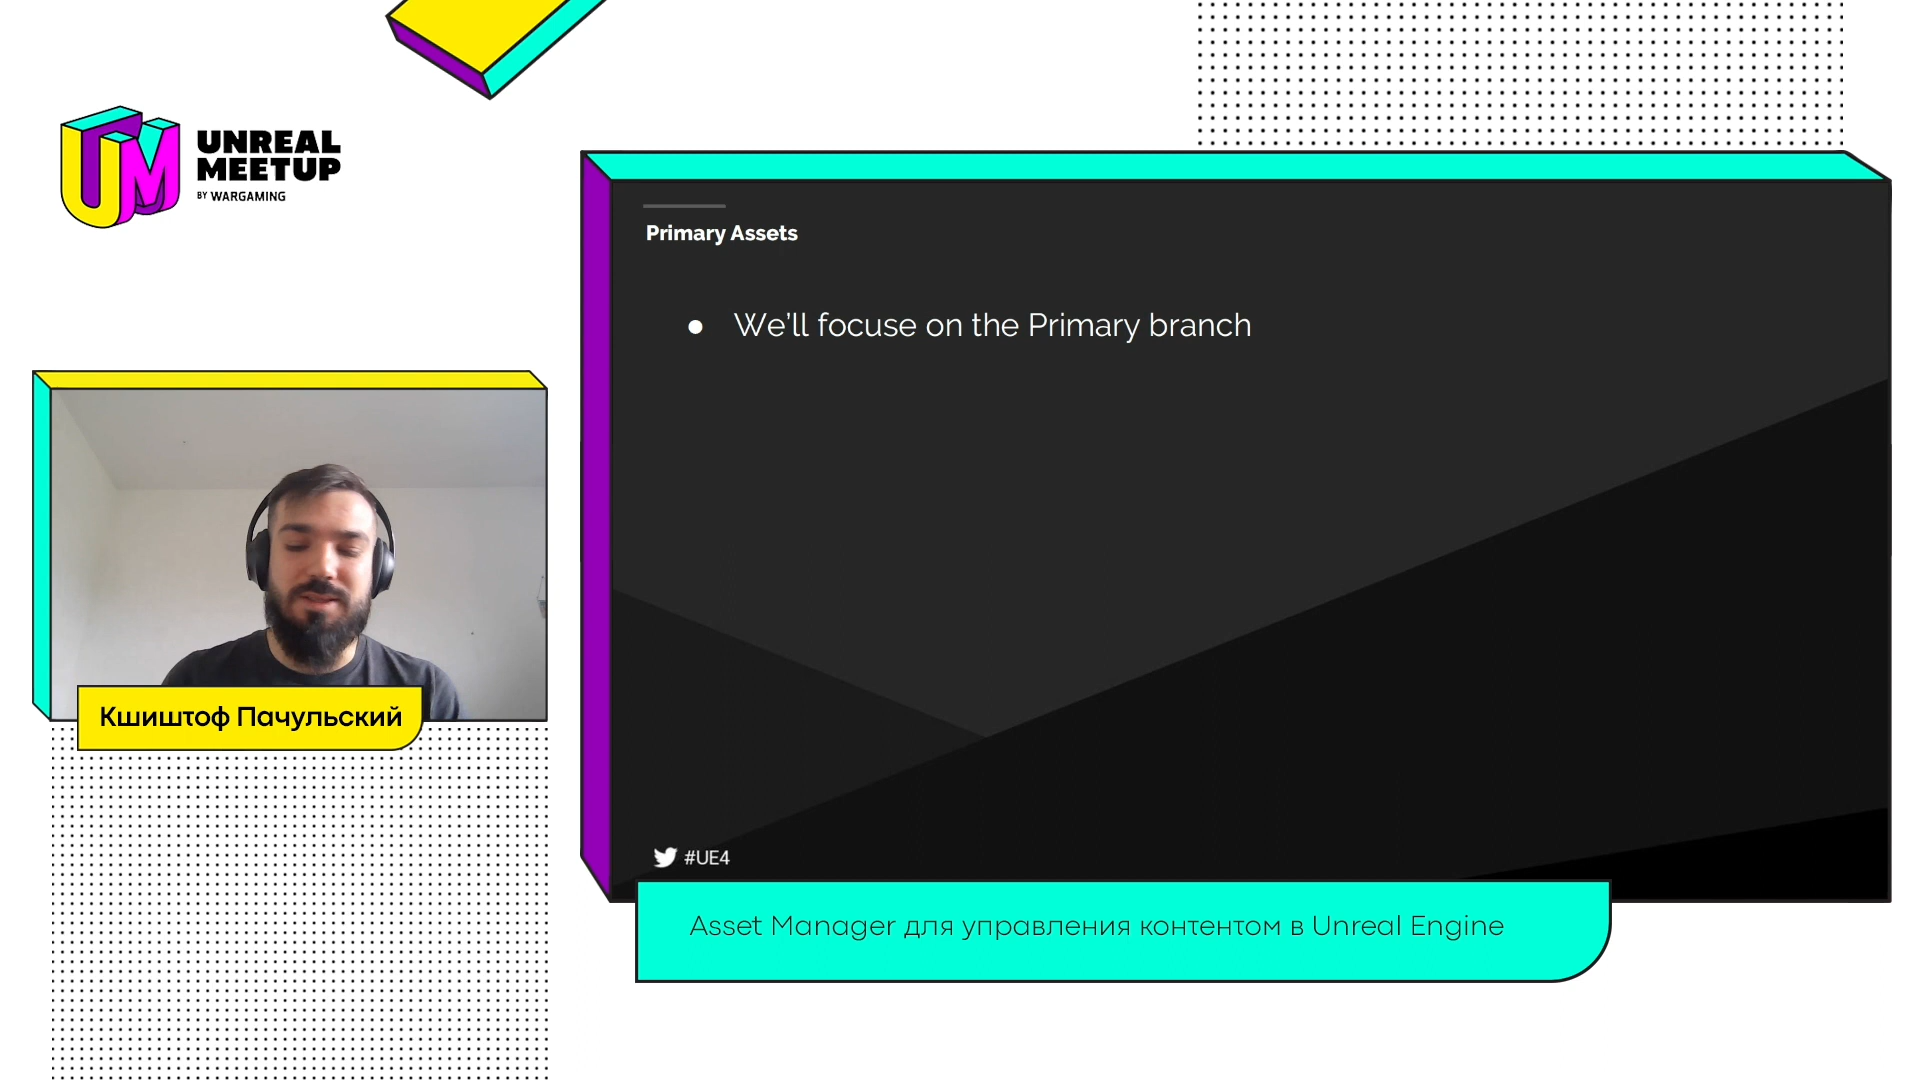 UNREAL
MEETUP
BY WARGAMING
Primary Assets
● We’ll focuse on the Primary branch
Кшиштоф Пачульский
#UE4
Asset Manager для управления контентом в Unreal Engine